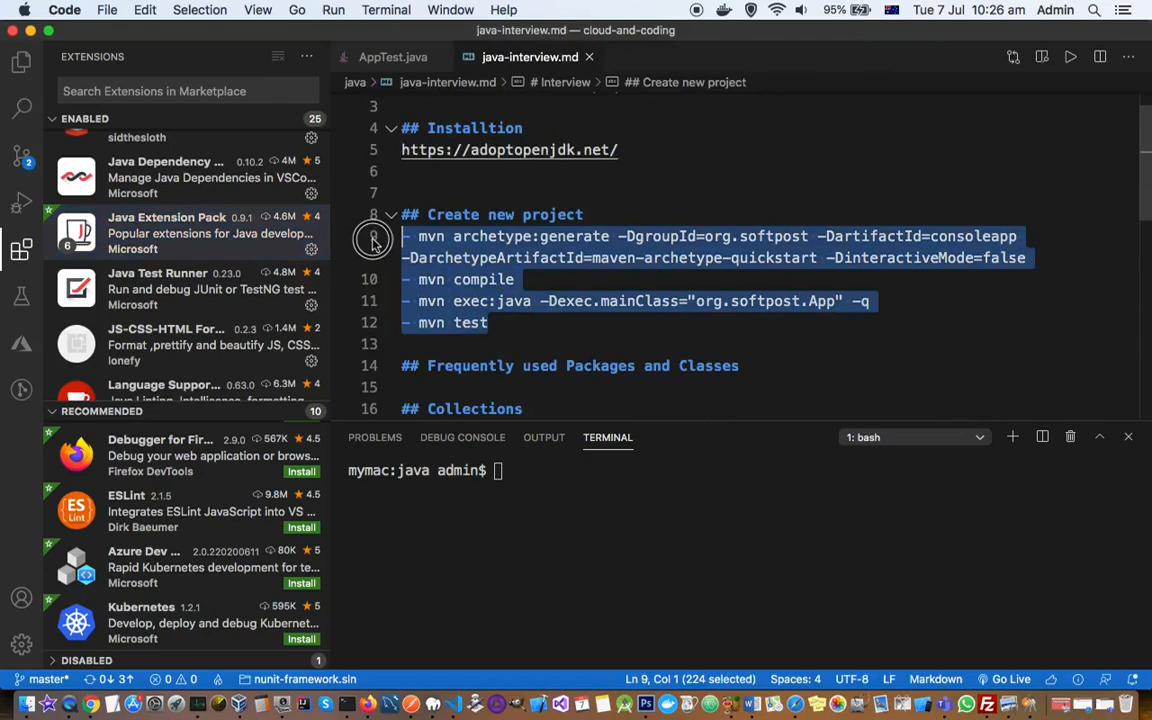 Code File Edit Selection View Go Run Terminal Window Help 95% Tue 7 Jul 10:26 am Admin
java-interview.md — cloud-and-coding
EXTENSIONS
Search Extensions in Marketplace
ENABLED 25
sidthesloth
Java Dependency ... 0.10.2 4M 5
Manage Java Dependencies in VSCo...
Microsoft
Java Extension Pack 0.9.1 4.6M 4
Popular extensions for Java develop...
Microsoft
6
Java Test Runner 0.23.0 4.8M 4
Run and debug JUnit or TestNG test ...
Microsoft
JS-CSS-HTML For... 0.2.3 1.4M 2
Format ,prettify and beautify JS, CSS...
lonefy
Language Suppor... 0.63.0 6.3M 4
RECOMMENDED 10
Debugger for Fir... 2.9.0 567K 4.5
Debug your web application or brows...
Firefox DevTools Install
ESLint 2.1.5 9.8M 4.5
Integrates ESLint JavaScript into VS ...
Dirk Baeumer Install
Azure Dev ... 2.0.220200611 80K 5
Rapid Kubernetes development for te...
Microsoft Install
Kubernetes 1.2.1 595K 5
Develop, deploy and debug Kubernet...
Microsoft Install
DISABLED 1
AppTest.java java-interview.md
java > java-interview.md > # Interview > ## Create new project
3
4 ## Installtion
5 https://adoptopenjdk.net/
6
7
8 ## Create new project
9 - mvn archetype:generate -DgroupId=org.softpost -DartifactId=consoleapp
-DarchetypeArtifactId=maven-archetype-quickstart -DinteractiveMode=false
10 - mvn compile
11 - mvn exec:java -Dexec.mainClass="org.softpost.App" -q
12 - mvn test
13
14 ## Frequently used Packages and Classes
15
16 ## Collections
PROBLEMS DEBUG CONSOLE OUTPUT TERMINAL 1: bash
mymac:java admin$
master* 0↓ 3↑ 0 0 nunit-framework.sln Ln 9, Col 1 (224 selected) Spaces: 4 UTF-8 LF Markdown Go Live